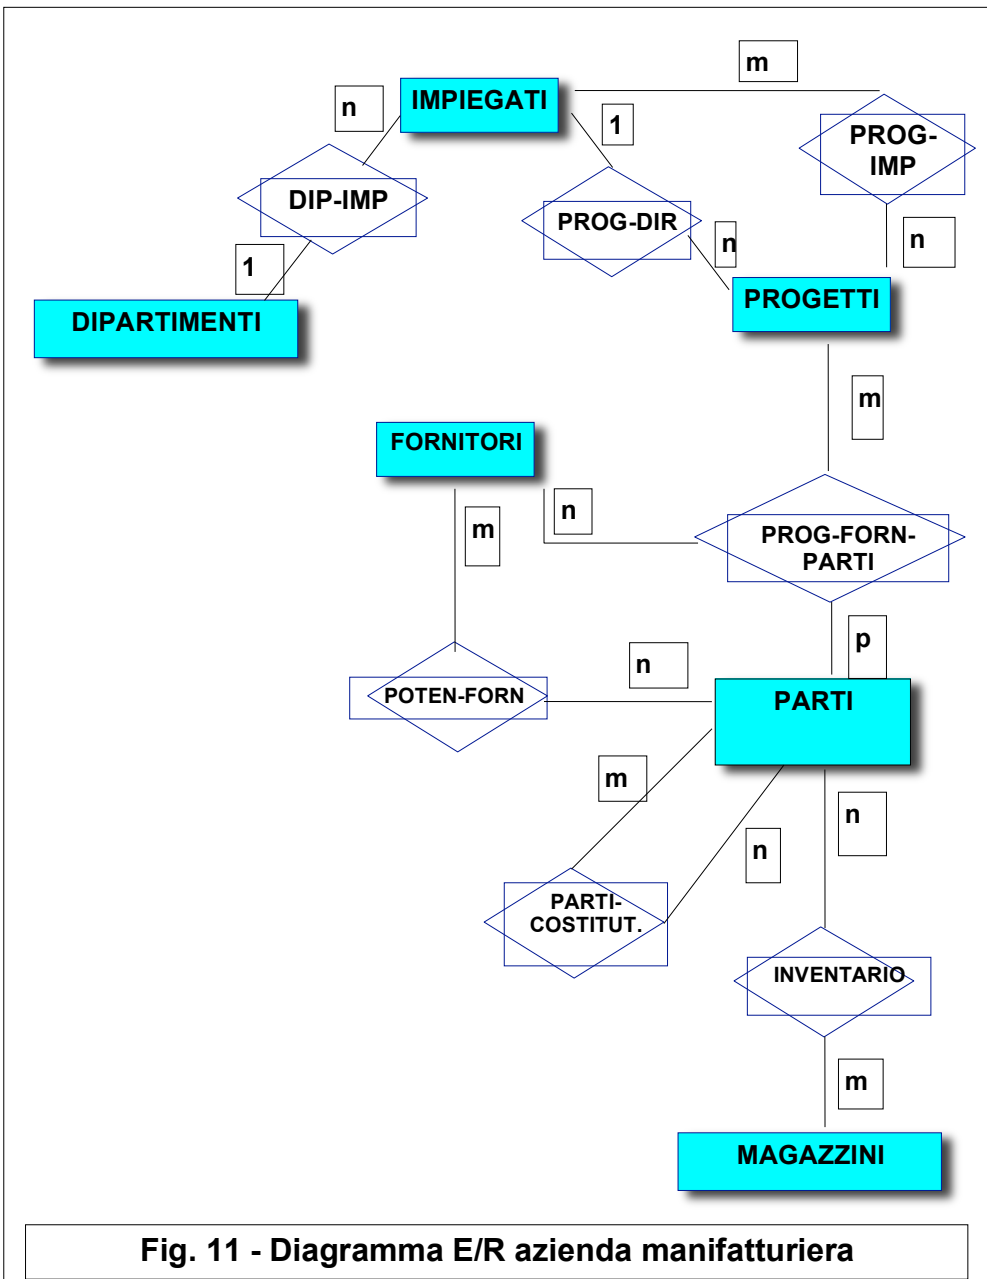 m
IMPIEGATI
n
1
PROG-
IMP
DIP-IMP
PROG-DIR
n
n
1
PROGETTI
DIPARTIMENTI
m
FORNITORI
n
m
PROG-FORN-
PARTI
p
n
POTEN-FORN
PARTI
m
n
n
PARTI-
COSTITUT.
INVENTARIO
m
MAGAZZINI
Fig. 11 - Diagramma E/R azienda manifatturiera